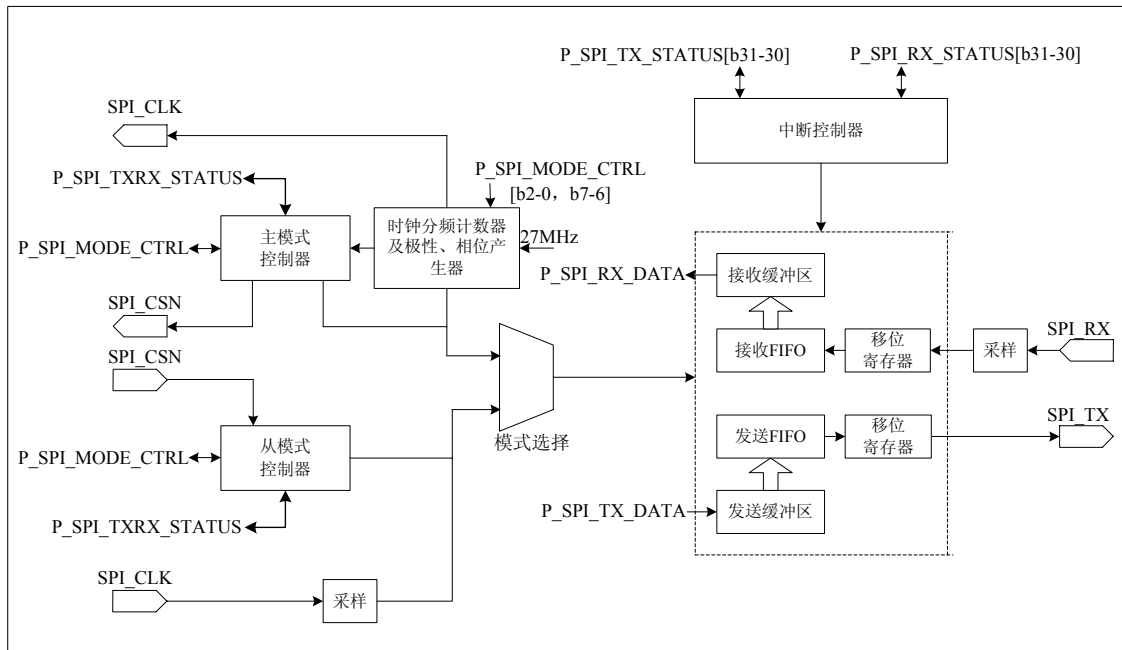 P_SPI_TX_STATUS[b31-30]
P_SPI_RX_STATUS[b31-30]
SPI_CLK
中断控制器
P_SPI_MODE_CTRL
[b2-0，b7-6]
P_SPI_TXRX_STATUS
时钟分频计数器
及极性、相位产
生器
27MHz
主模式
控制器
P_SPI_MODE_CTRL
P_SPI_RX_DATA
接收缓冲区
SPI_CSN
SPI_RX
接收FIFO
移位
寄存器
采样
SPI_CSN
模式选择
SPI_TX
发送FIFO
移位
寄存器
从模式
控制器
P_SPI_MODE_CTRL
P_SPI_TX_DATA
发送缓冲区
P_SPI_TXRX_STATUS
SPI_CLK
采样